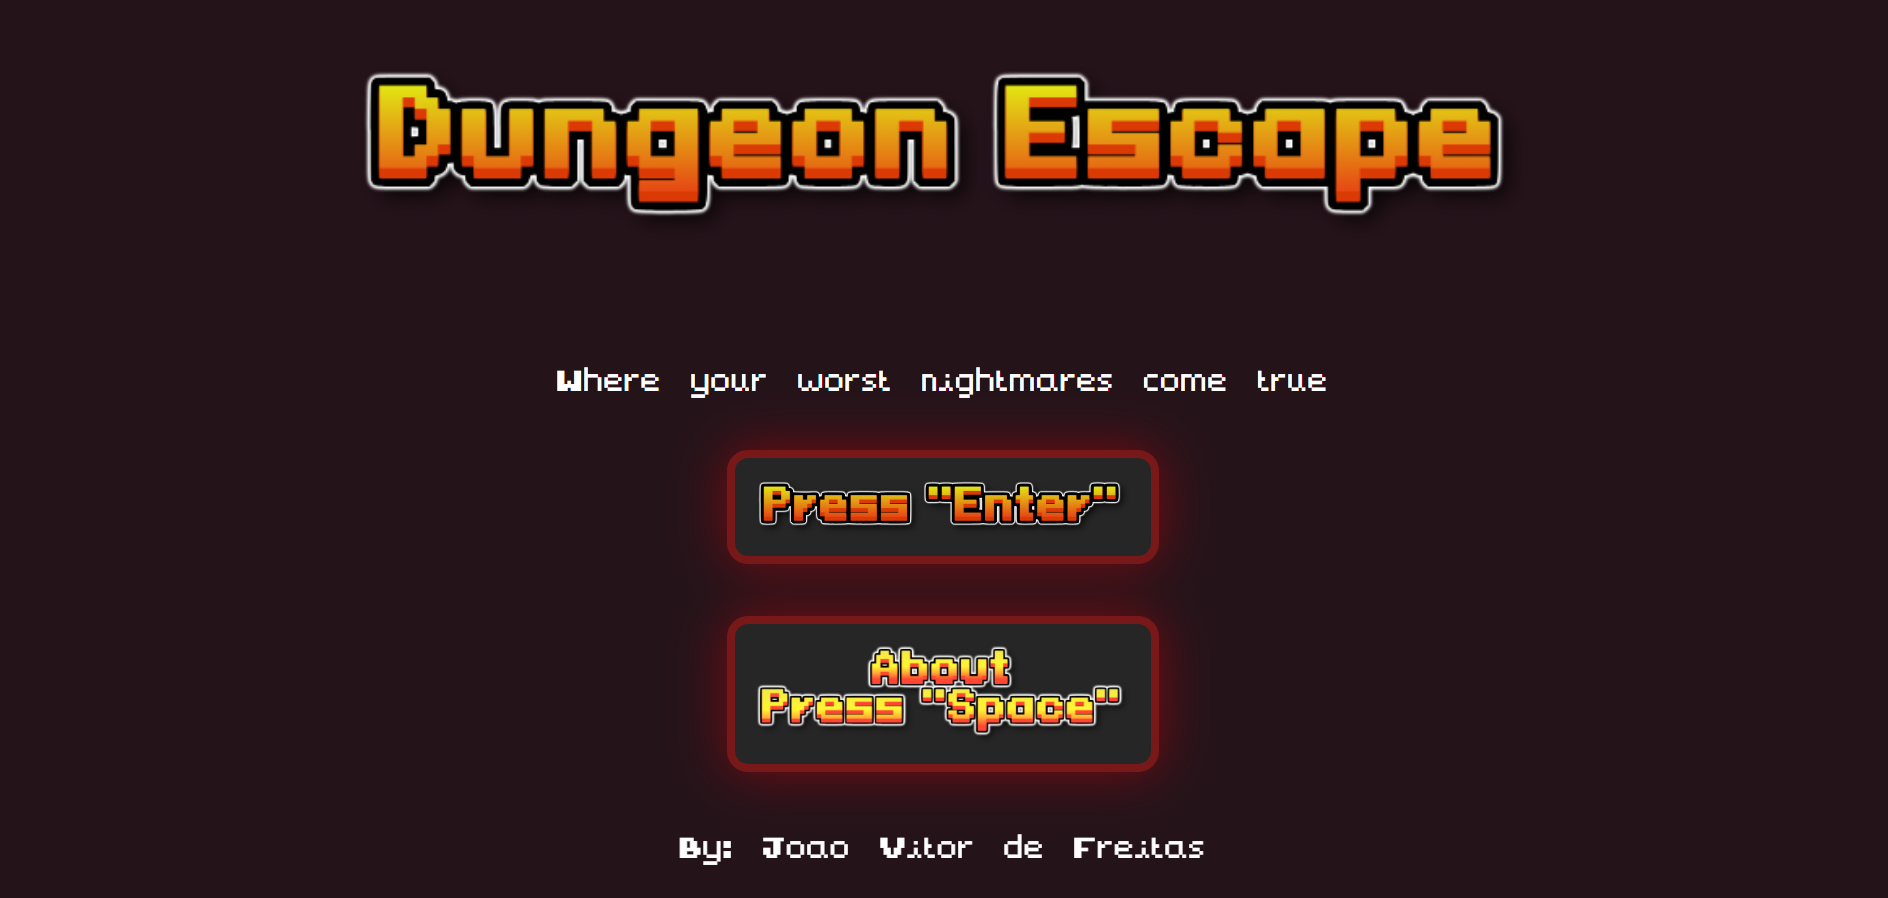 Dungeon Escape
Where your worst nightmares come true
Press "Enter"
About
Press "Space"
By: Joao Vitor de Freitas